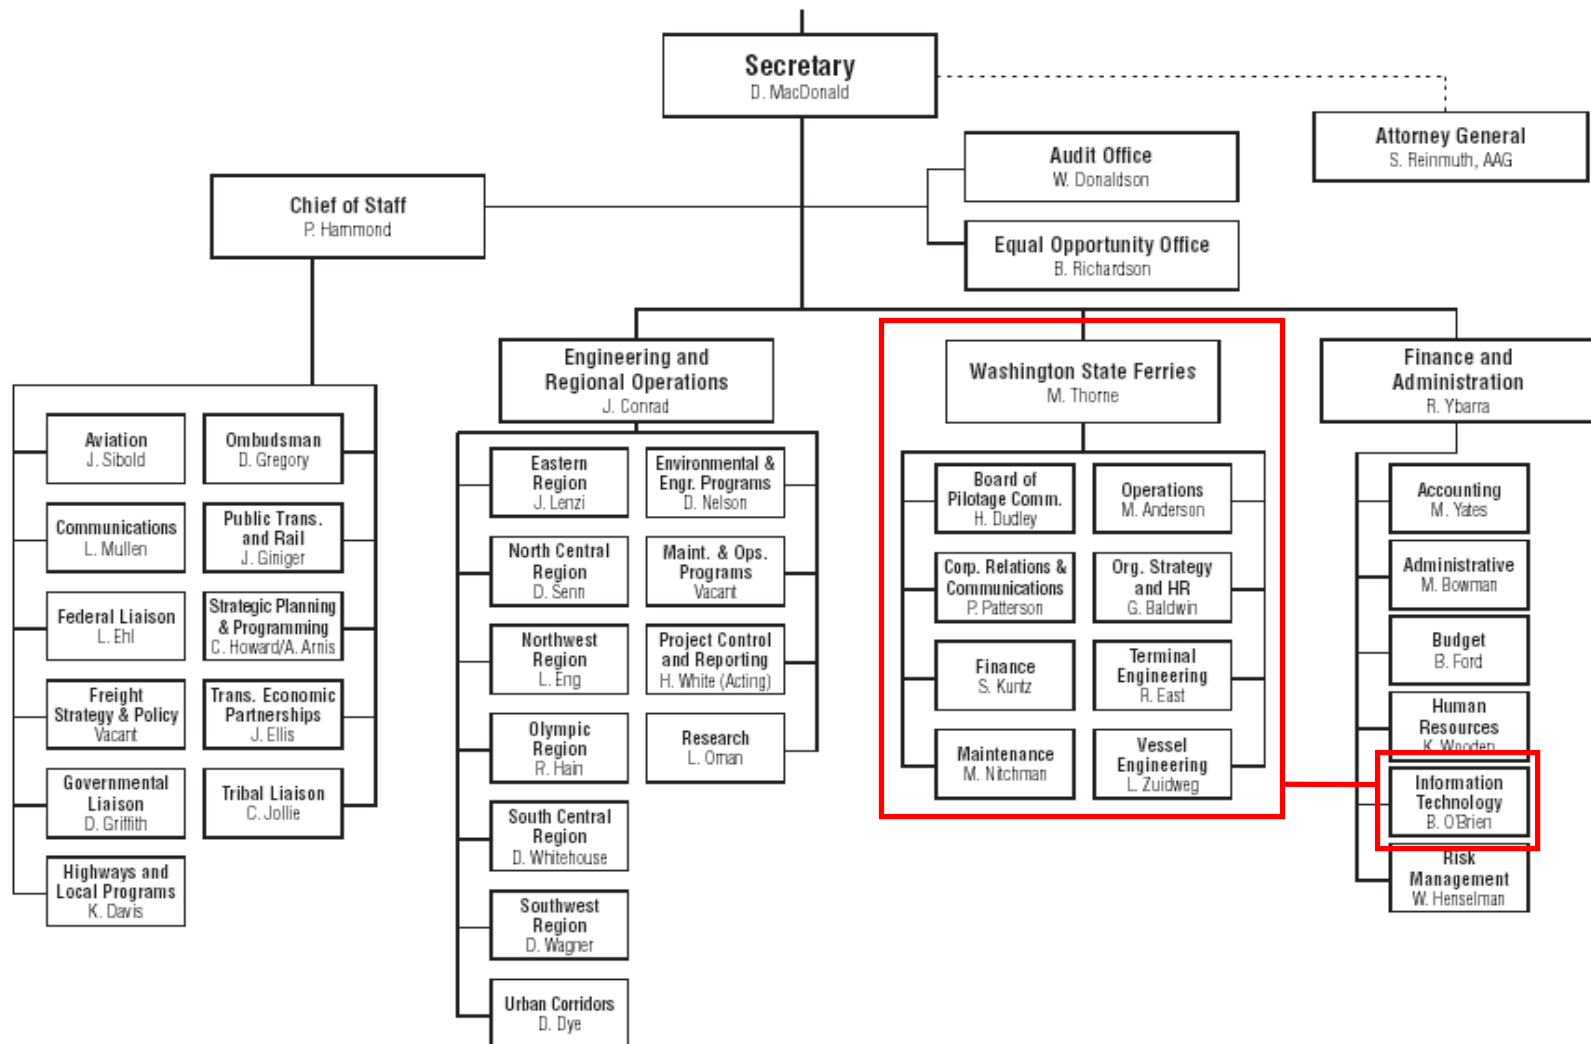 Secretary
D. MacDonald
Attorney General
S. Reinmuth, AAG
Audit Office
W. Donaldson
Chief of Staff
P. Hammond
Equal Opportunity Office
B. Richardson
Engineering and
Regional Operations
J. Conrad
Washington State Ferries
M. Thorne
Finance and
Administration
R. Ybarra
Aviation
J. Sibold
Ombudsman
D. Gregory
Communications
L. Mullen
Public Trans.
and Rail
J. Giniger
Federal Liaison
L. Ehl
Strategic Planning
& Programming
C. Howard/A. Arnis
Freight
Strategy & Policy
Vacant
Trans. Economic
Partnerships
J. Ellis
Governmental
Liaison
D. Griffith
Tribal Liaison
C. Jollie
Highways and
Local Programs
K. Davis
Eastern
Region
J. Lenzi
Environmental &
Engr. Programs
D. Nelson
North Central
Region
D. Senn
Maint. & Ops.
Programs
Vacant
Northwest
Region
L. Eng
Project Control
and Reporting
H. White (Acting)
Olympic
Region
R. Hain
Research
L. Oman
South Central
Region
D. Whitehouse
Southwest
Region
D. Wagner
Urban Corridors
D. Dye
Board of
Pilotage Comm.
H. Dudley
Operations
M. Anderson
Corp. Relations &
Communications
P. Patterson
Org. Strategy
and HR
G. Baldwin
Finance
S. Kuntz
Terminal
Engineering
R. East
Maintenance
M. Nitchman
Vessel
Engineering
L. Zuidweg
Accounting
M. Yates
Administrative
M. Bowman
Budget
B. Ford
Human
Resources
K. Wooden
Information
Technology
B. O'Brien
Risk
Management
W. Henselman